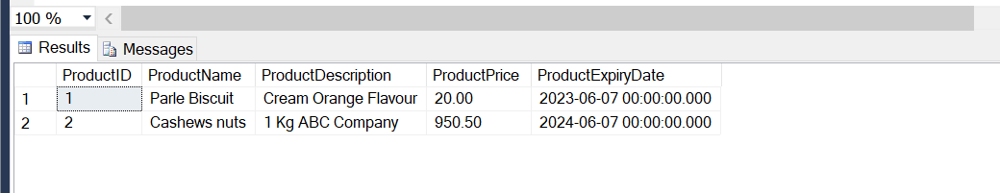 100 %
Results Messages
ProductID ProductName ProductDescription ProductPrice ProductExpiryDate
1 1 Parle Biscuit Cream Orange Flavour 20.00 2023-06-07 00:00:00.000
2 2 Cashews nuts 1 Kg ABC Company 950.50 2024-06-07 00:00:00.000